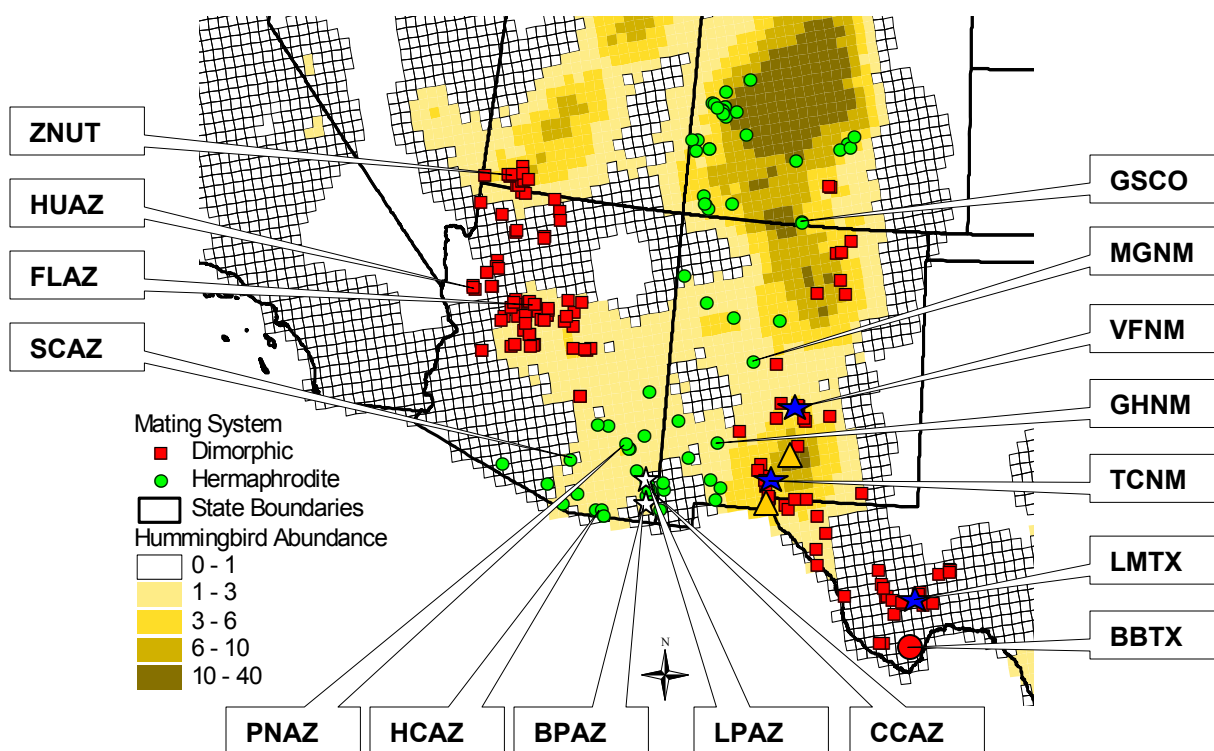 ZNUT
HUAZ
FLAZ
SCAZ
GSCO
MGNM
VFNM
GHNM
TCNM
LMTX
BBTX
Mating System
Dimorphic
Hermaphrodite
State Boundaries
Hummingbird Abundance
0 - 1
1 - 3
3 - 6
6 - 10
10 - 40
N
PNAZ HCAZ BPAZ LPAZ CCAZ